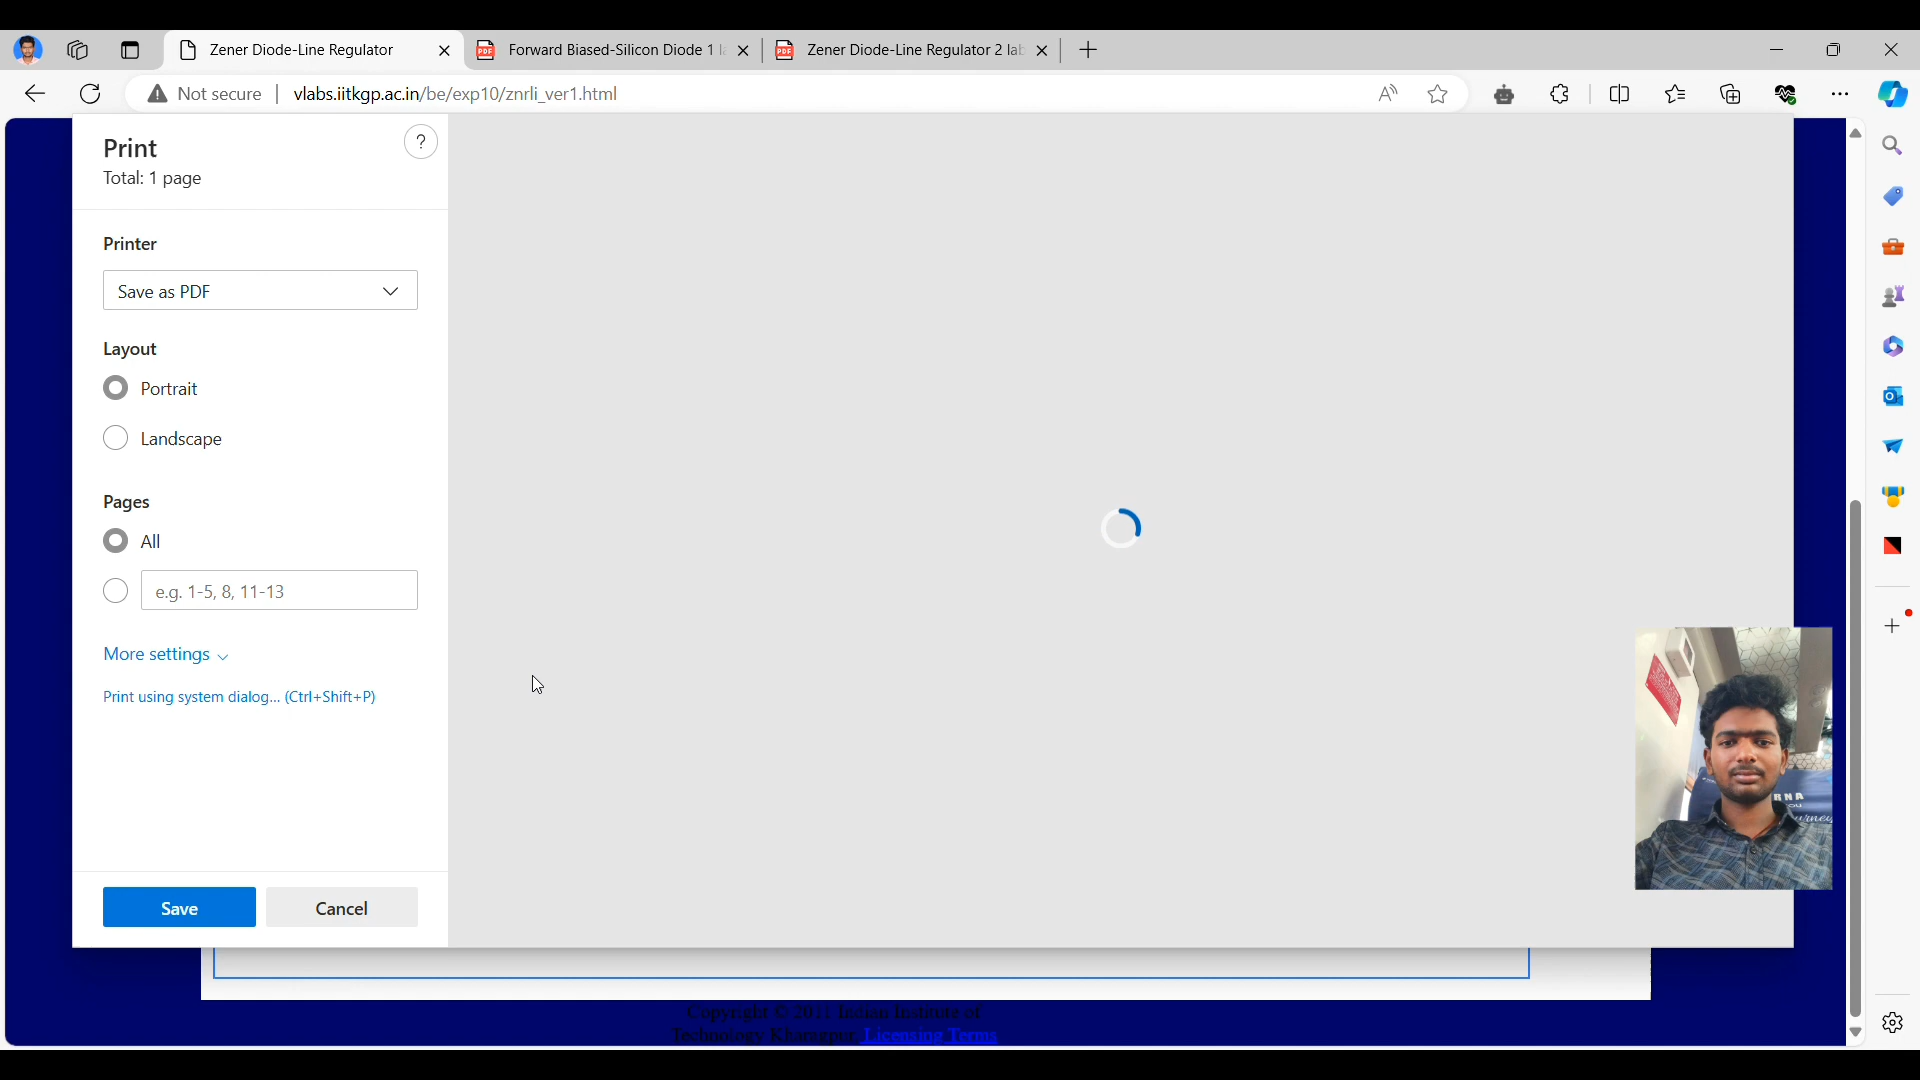 Zener Diode-Line Regulator
Forward Biased-Silicon Diode 1 l
Zener Diode-Line Regulator 2 lab
Not secure
vlabs.iitkgp.ac.in/be/exp10/znrli_ver1.html
Print
?
Total: 1 page
Printer
Save as PDF
Layout
Portrait
Landscape
Pages
All
e.g. 1-5, 8, 11-13
More settings
Print using system dialog... (Ctrl+Shift+P)
Save
Cancel
Copyright © 2011 Indian Institute of
Technology Kharagpur Licensing Terms